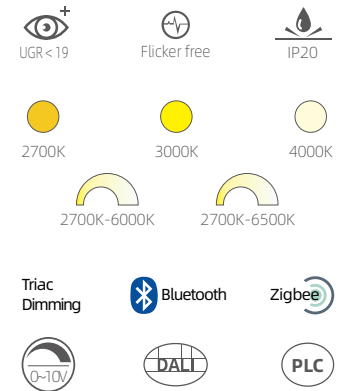 UGR<19
Flicker free
IP20
2700K
3000K
4000K
2700K-6000K
2700K-6500K
Triac
Dimming
Bluetooth
Zigbee
0~10V
DALI
PLC